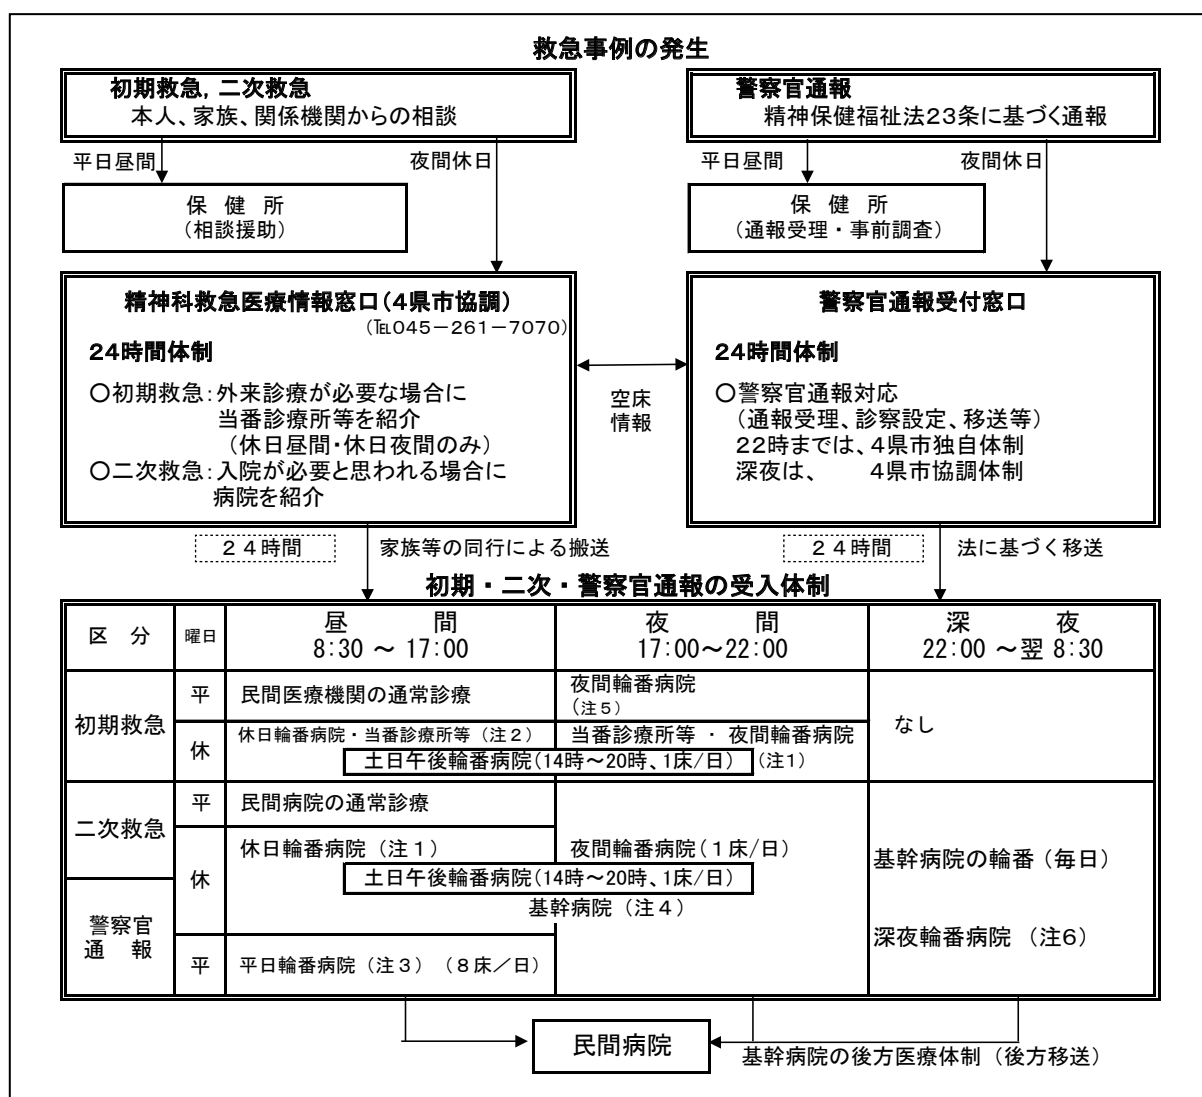 救急事例の発生
初期救急，二次救急
本人、家族、関係機関からの相談
警察官通報
精神保健福祉法23条に基づく通報
平日昼間
夜間休日
平日昼間
夜間休日
保 健 所
（相談援助）
保 健 所
（通報受理・事前調査）
精神科救急医療情報窓口（4県市協調）
（℡045－261－7070）
24時間体制
○初期救急：外来診療が必要な場合に
当番診療所等を紹介
（休日昼間・休日夜間のみ）
○二次救急：入院が必要と思われる場合に
病院を紹介
空床
情報
警察官通報受付窓口
24時間体制
○警察官通報対応
（通報受理、診察設定、移送等）
22時までは、4県市独自体制
深夜は、　　4県市協調体制
２４時間
家族等の同行による搬送
２４時間
法に基づく移送
初期・二次・警察官通報の受入体制
区 分
曜日
昼 間
8:30 ～ 17:00
夜 間
17:00～22:00
深 夜
22:00 ～翌 8:30
初期救急
平
民間医療機関の通常診療
夜間輪番病院
（注５）
なし
休
休日輪番病院・当番診療所等（注２）
当番診療所等 ・ 夜間輪番病院
土日午後輪番病院（14時～20時、1床/日）
（注1）
二次救急
平
民間病院の通常診療
休
休日輪番病院（注１）
夜間輪番病院（１床/日）
土日午後輪番病院（14時～20時、1床/日）
基幹病院（注４）
基幹病院の輪番（毎日）
深夜輪番病院 （注6）
警察官
通 報
平
平日輪番病院（注３）（８床／日）
民間病院
基幹病院の後方医療体制（後方移送）